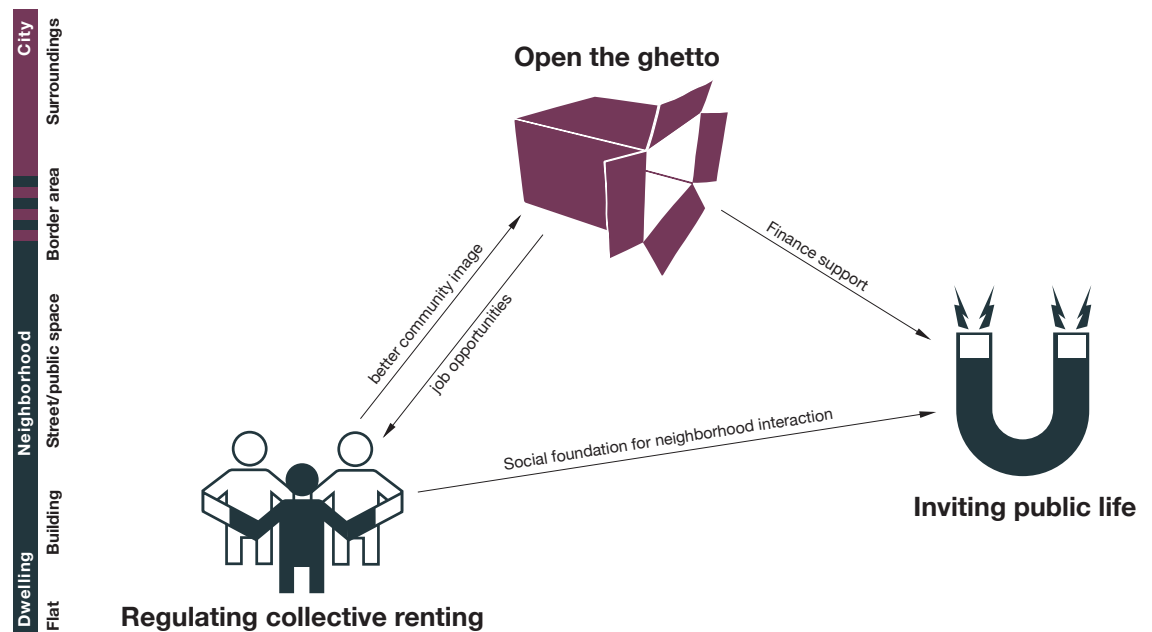 City
Surroundings
Border area
Neighborhood
Street/public space
Building
Dwelling
Flat
Open the ghetto
better community image
job opportunities
Finance support
Social foundation for neighborhood interaction
Inviting public life
Regulating collective renting